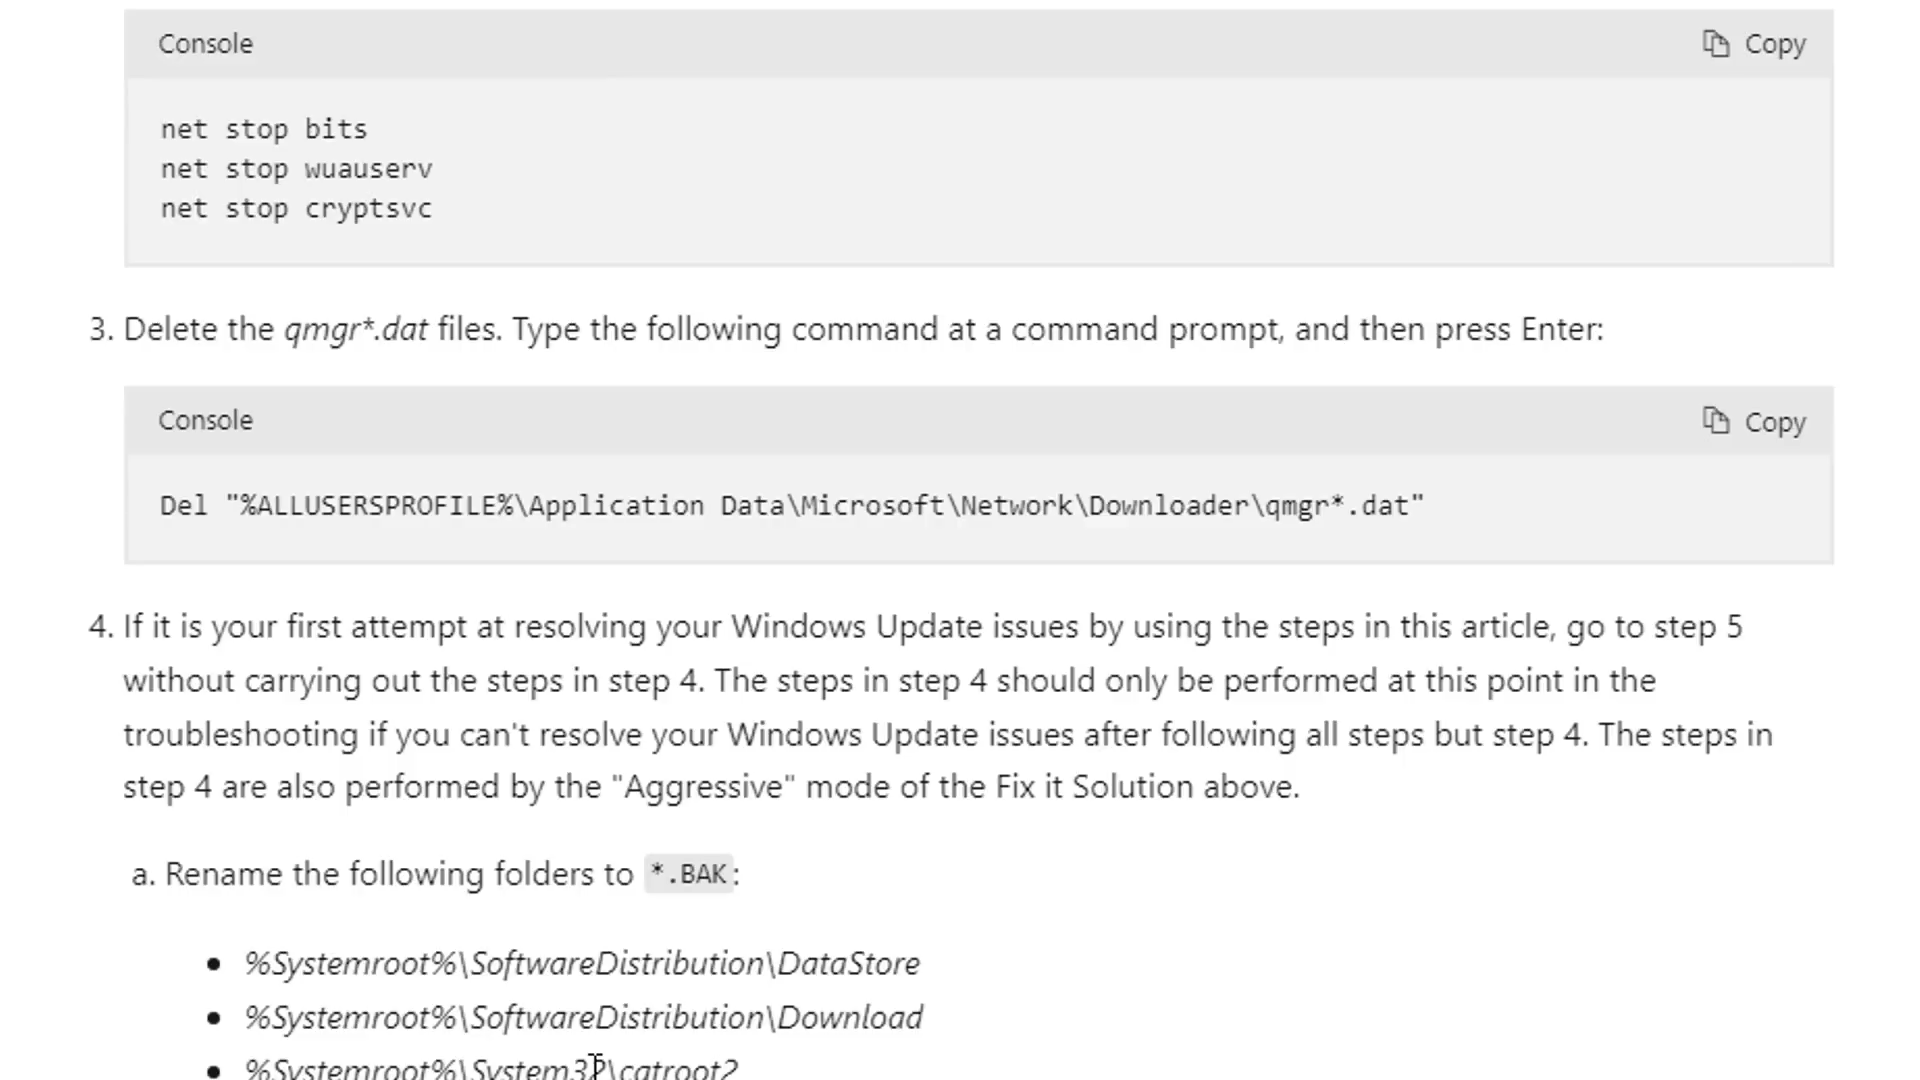 Console
Copy
net stop bits
net stop wuauserv
net stop cryptsvc
3. Delete the qmgr*.dat files. Type the following command at a command prompt, and then press Enter:
Console
Copy
Del "%ALLUSERSPROFILE%\Application Data\Microsoft\Network\Downloader\qmgr*.dat"
4. If it is your first attempt at resolving your Windows Update issues by using the steps in this article, go to step 5
without carrying out the steps in step 4. The steps in step 4 should only be performed at this point in the
troubleshooting if you can't resolve your Windows Update issues after following all steps but step 4. The steps in
step 4 are also performed by the "Aggressive" mode of the Fix it Solution above.
a. Rename the following folders to *.BAK:
• %Systemroot%\SoftwareDistribution\DataStore
• %Systemroot%\SoftwareDistribution\Download
• %Systemroot%\System32\catroot2